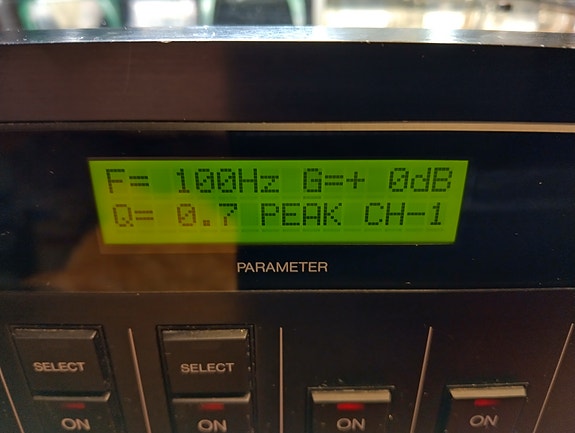 F= 100Hz G=+ 0dB
Q= 0.7 PEAK CH-1
PARAMETER
SELECT SELECT
ON ON ON ON